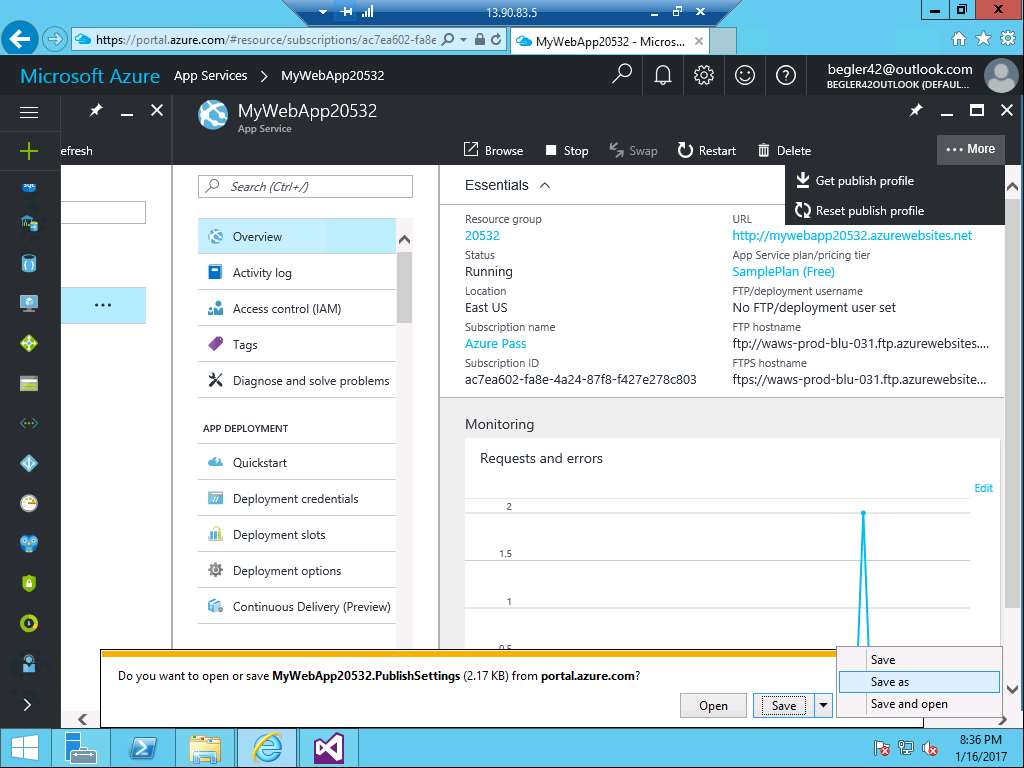 13.90.83.5
https://portal.azure.com/#resource/subscriptions/ac7ea602-fa8e
MyWebApp20532 - Micros...
Microsoft Azure App Services > MyWebApp20532
begler42@outlook.com
BEGLER42OUTLOOK (DEFAUL...
MyWebApp20532
App Service
efresh
Browse Stop Swap Restart Delete ... More
Get publish profile
Reset publish profile
Search (Ctrl+/)
Overview
Activity log
Access control (IAM)
Tags
Diagnose and solve problems
APP DEPLOYMENT
Quickstart
Deployment credentials
Deployment slots
Deployment options
Continuous Delivery (Preview)
Essentials
Resource group
20532
Status
Running
Location
East US
Subscription name
Azure Pass
Subscription ID
ac7ea602-fa8e-4a24-87f8-f427e278c803
URL
http://mywebapp20532.azurewebsites.net
App Service plan/pricing tier
SamplePlan (Free)
FTP/deployment username
No FTP/deployment user set
FTP hostname
ftp://waws-prod-blu-031.ftp.azurewebsites....
FTPS hostname
ftps://waws-prod-blu-031.ftp.azurewebsite...
Monitoring
Requests and errors
Edit
2
1.5
1
0.5
Do you want to open or save MyWebApp20532.PublishSettings (2.17 KB) from portal.azure.com?
Open Save
Save
Save as
Save and open
8:36 PM
1/16/2017